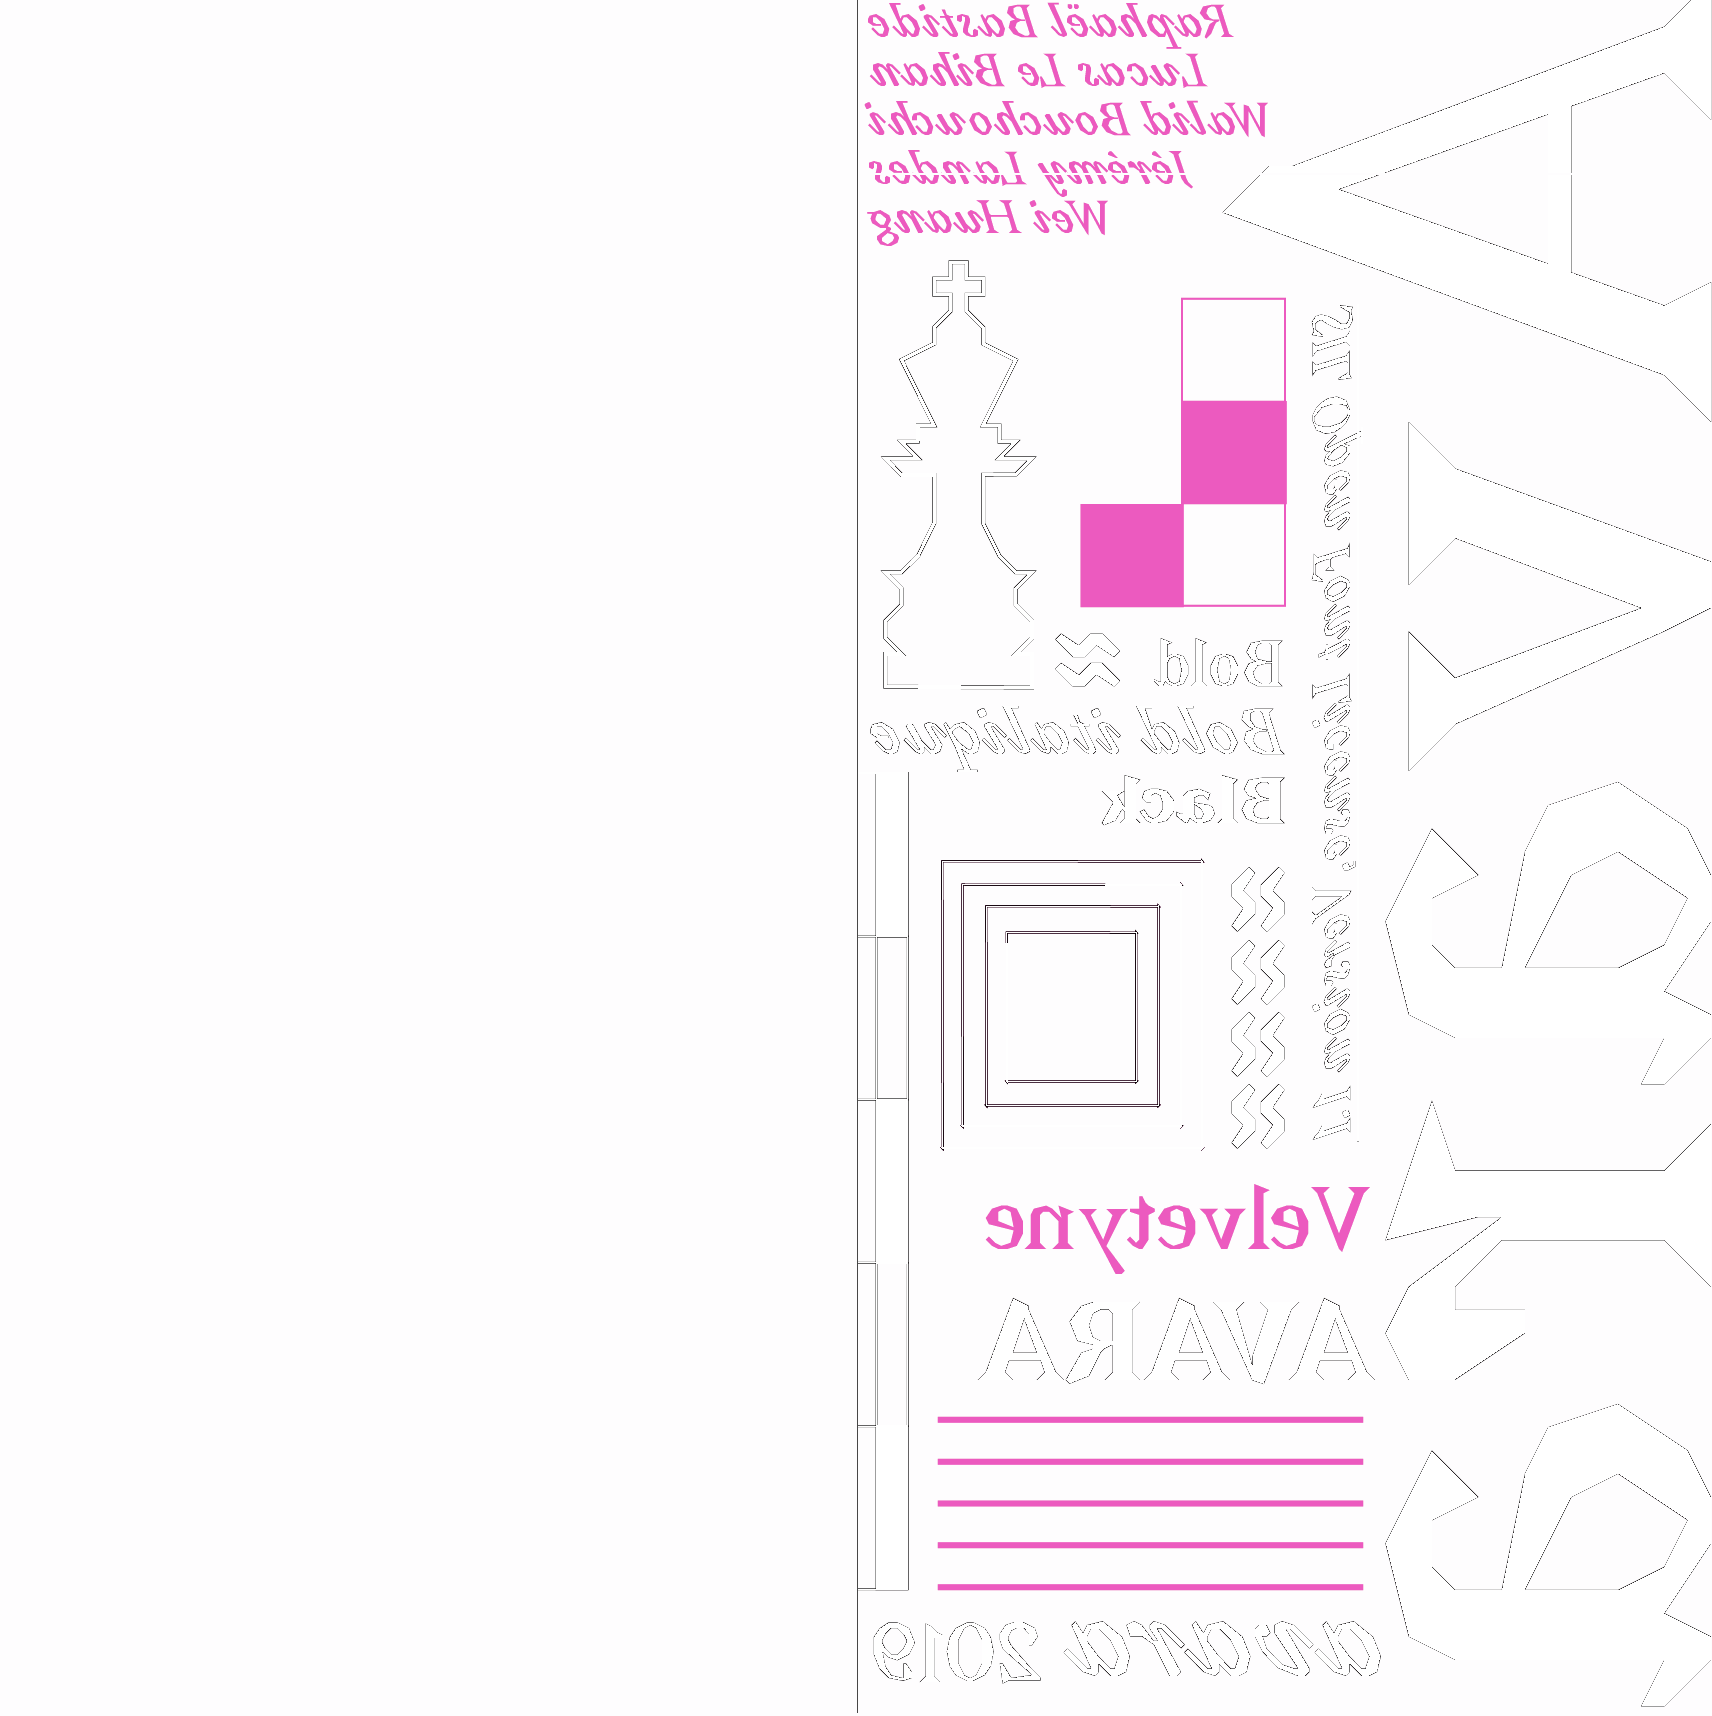 Raphaël Bastide
Lucas Le Bihan
Walid Bouchouchi
Jérémy Landes
Wei Huang
SIL Open Font License, Version 1.1
Bold
Bold italique
Black
Velvetyne
AVARA
avara 2019